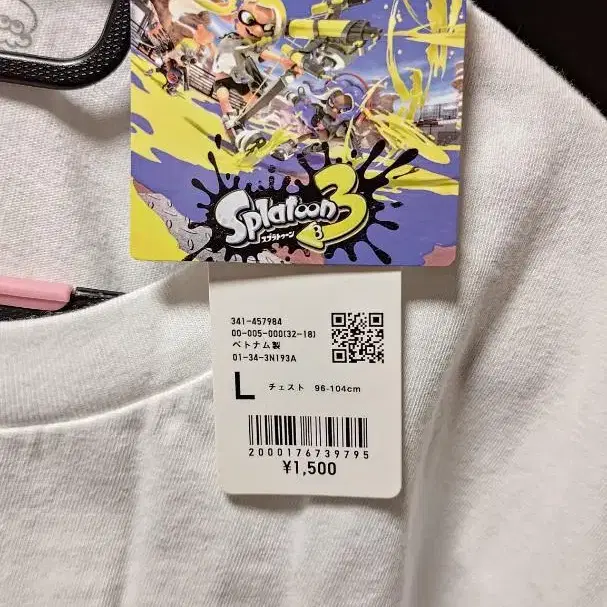 Splatoon 3
スプラトゥーン 3
341-457984
00-005-000(32-18)
ベトナム製
01-34-3N193A
L チェスト 96-104cm
2000176739795
¥1,500